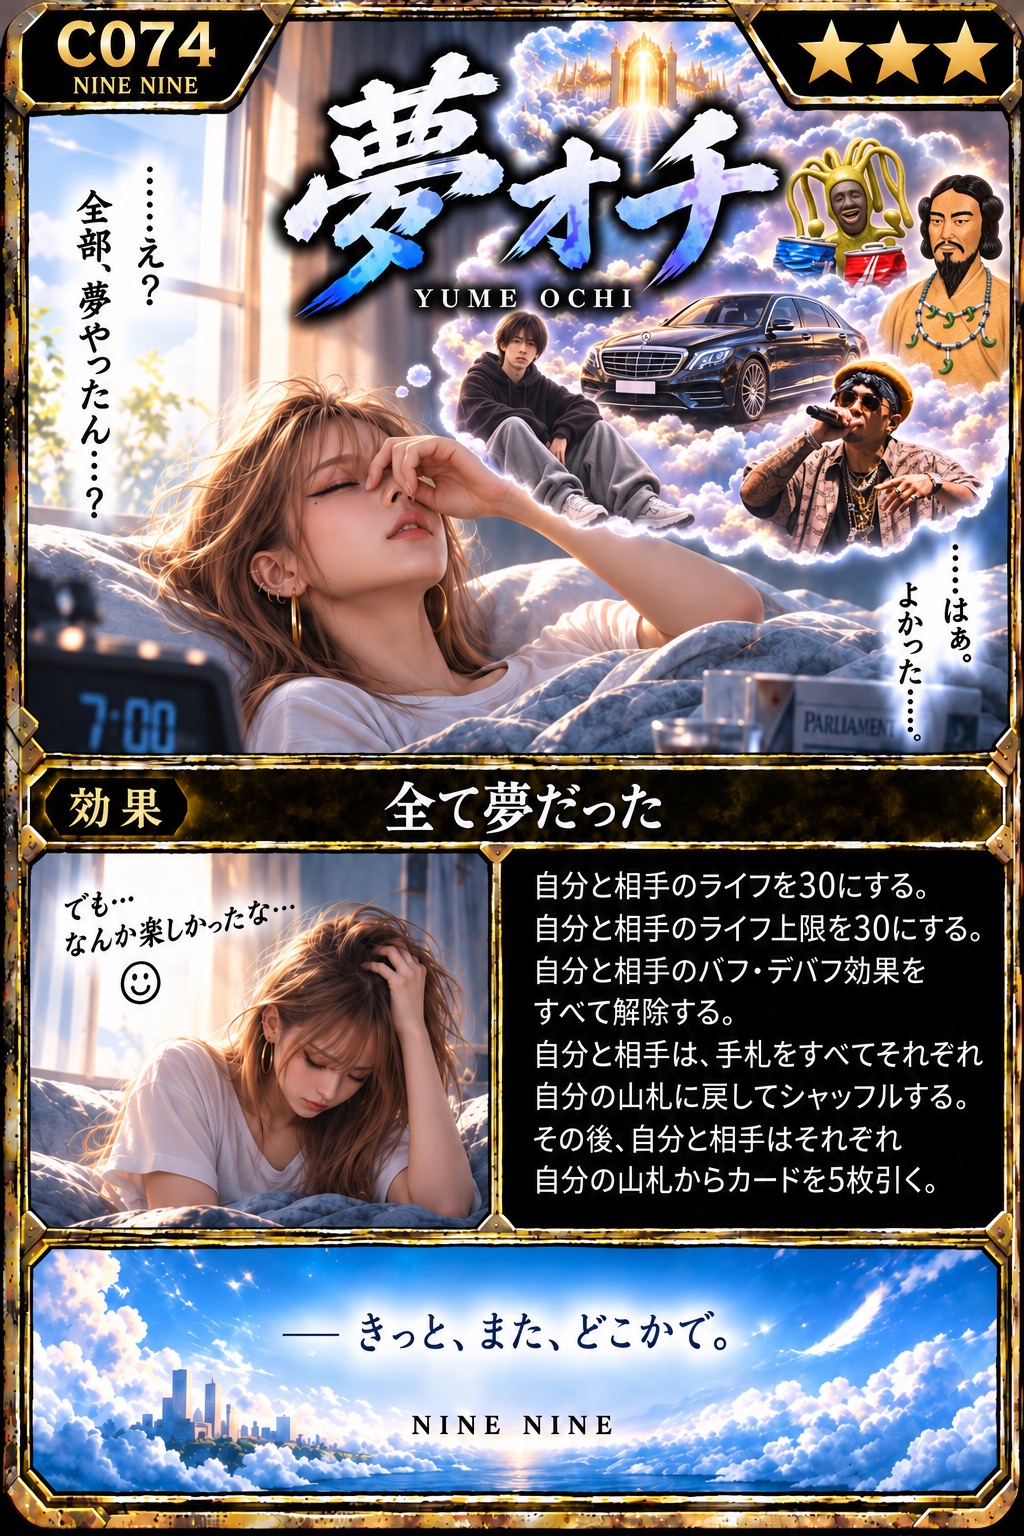 C074
NINE NINE
夢オチ
YUME OCHI
……え？
全部、夢やったん…？
……はぁ。
よかった……。
7:00
PARLIAMENT
効果
全て夢だった
でも…
なんか楽しかったな…
自分と相手のライフを30にする。
自分と相手のライフ上限を30にする。
自分と相手のバフ・デバフ効果を
すべて解除する。
自分と相手は、手札をすべてそれぞれ
自分の山札に戻してシャッフルする。
その後、自分と相手はそれぞれ
自分の山札からカードを5枚引く。
── きっと、また、どこかで。
NINE NINE